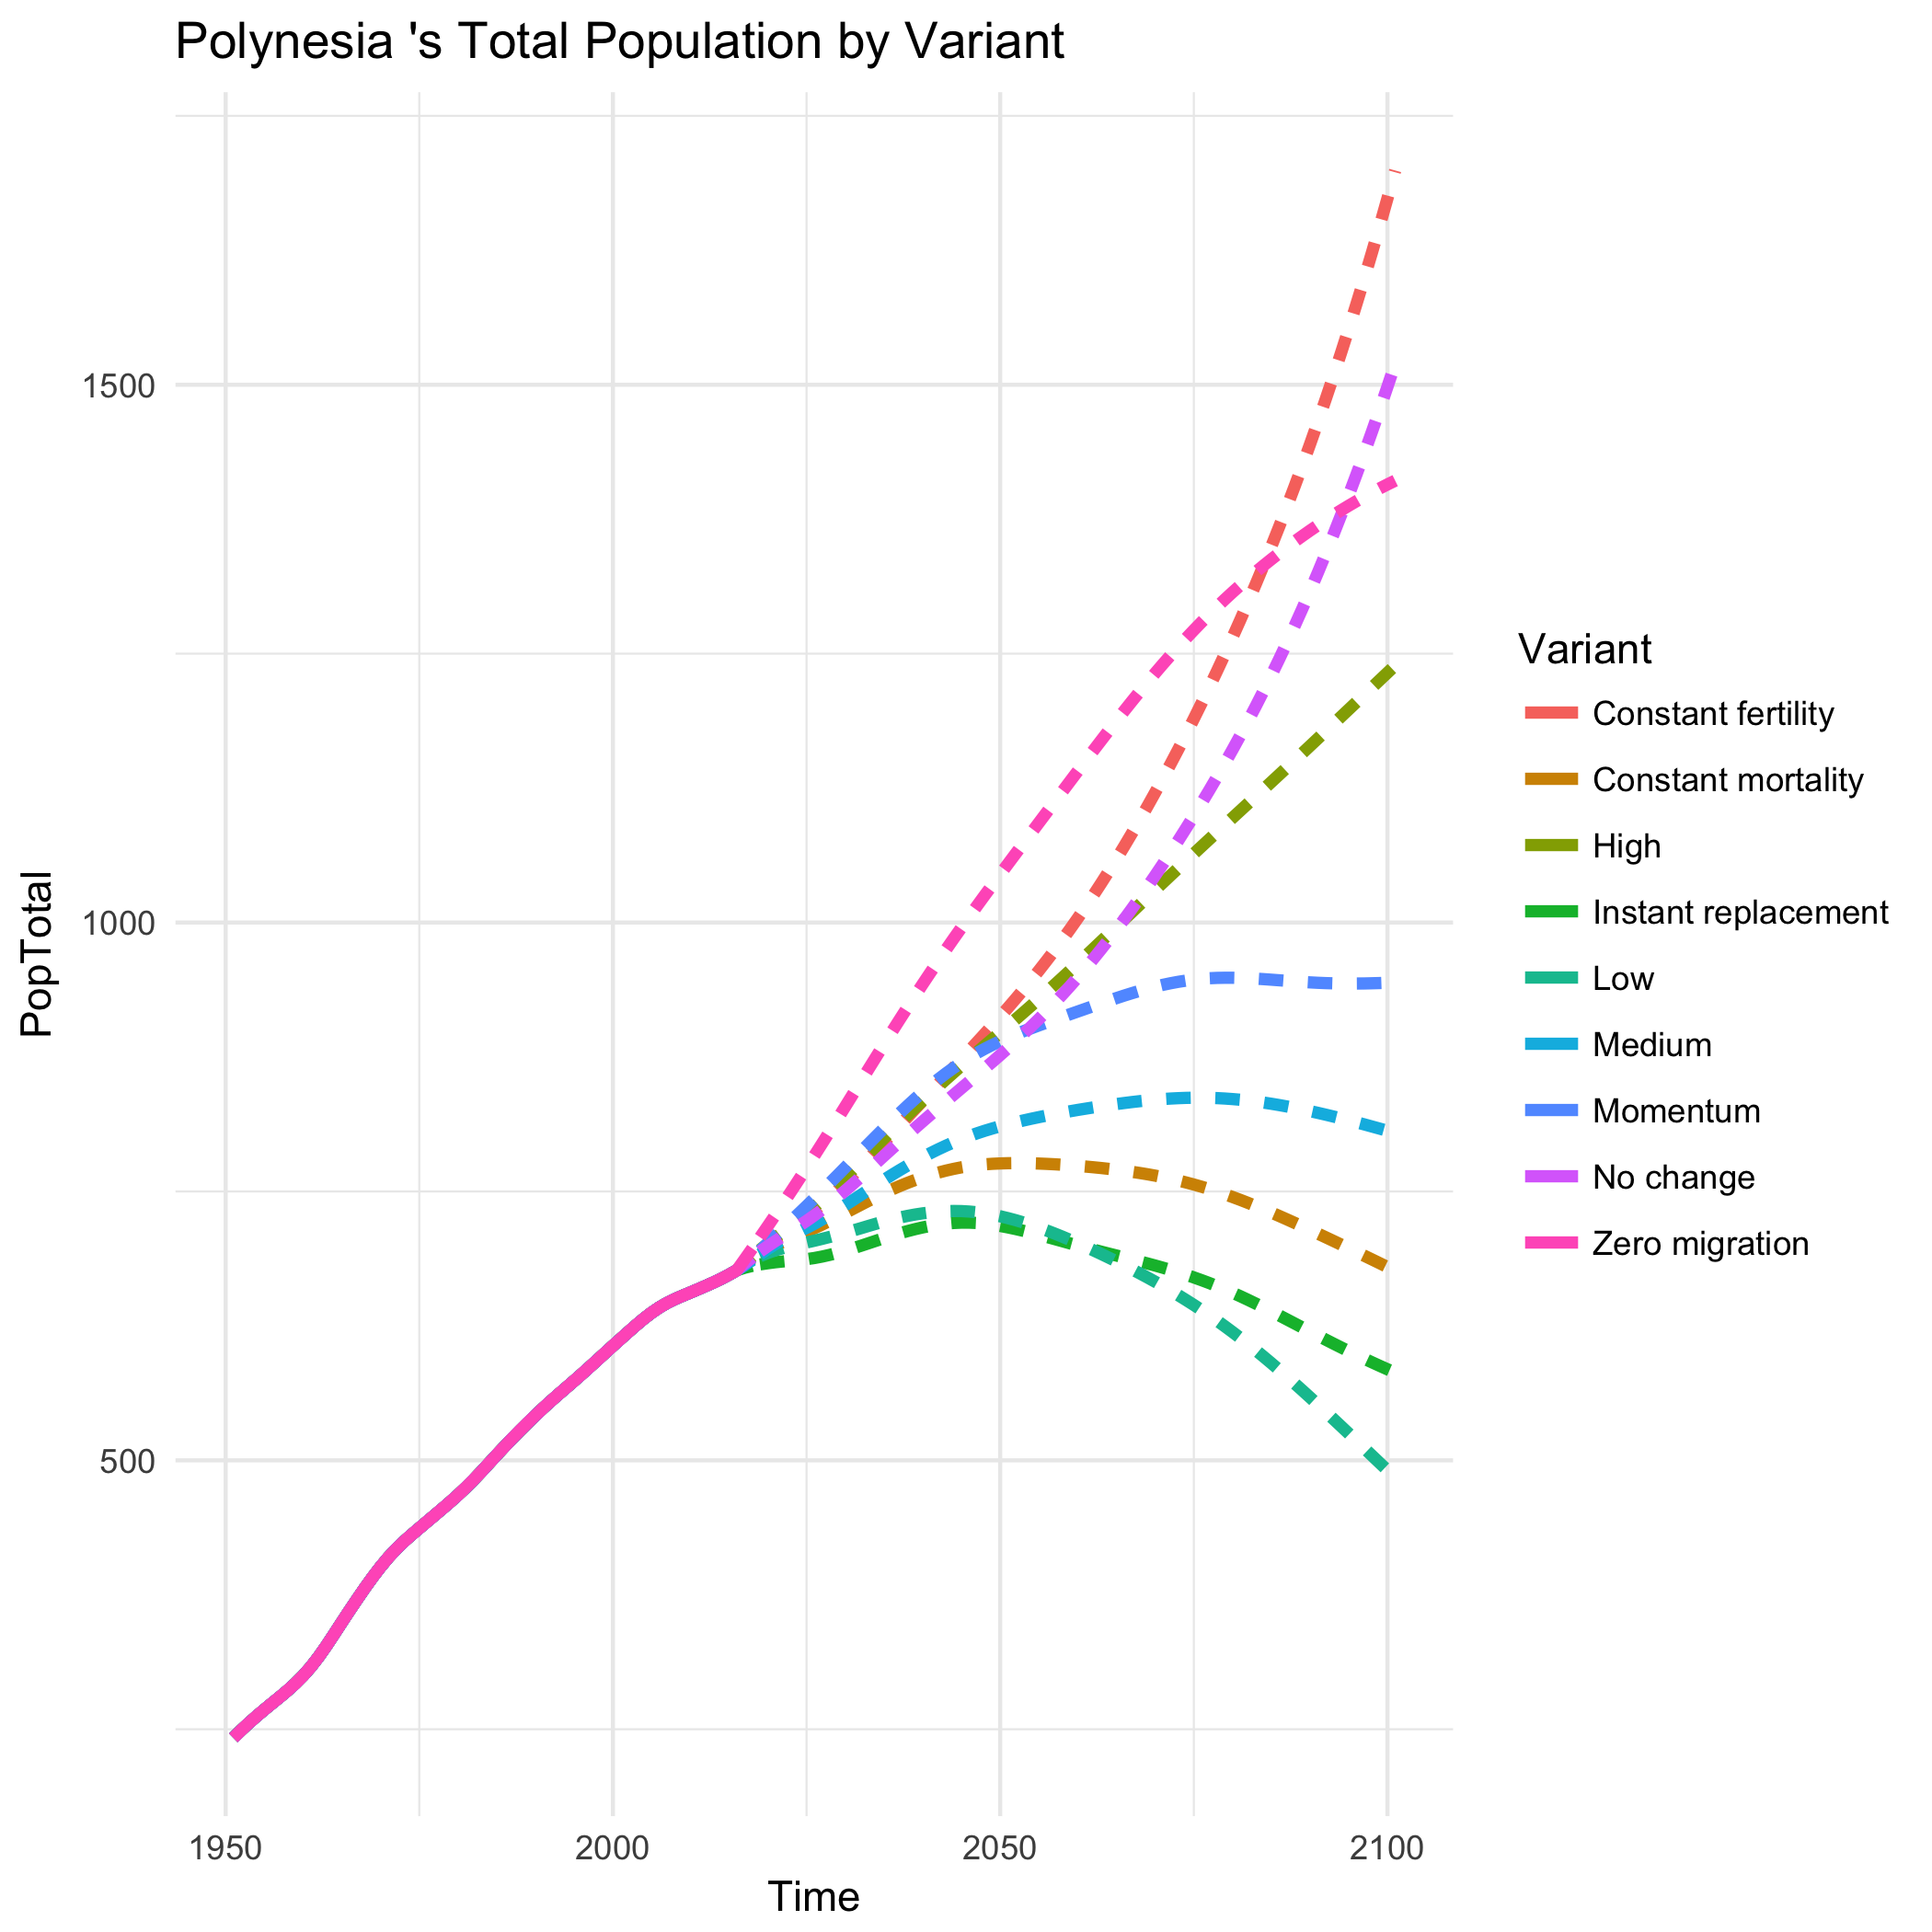 Polynesia 's Total Population by Variant
PopTotal
1500
1000
500
1950
2000
2050
2100
Time
Variant
Constant fertility
Constant mortality
High
Instant replacement
Low
Medium
Momentum
No change
Zero migration